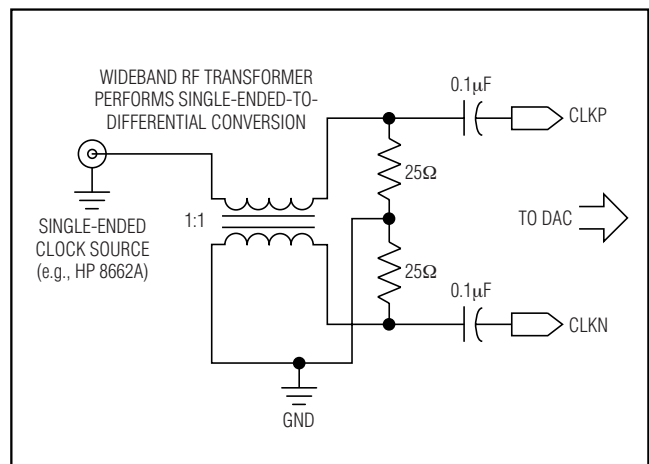 WIDEBAND RF TRANSFORMER
PERFORMS SINGLE-ENDED-TO-
DIFFERENTIAL CONVERSION
0.1μF
CLKP
25Ω
1:1
TO DAC
SINGLE-ENDED
CLOCK SOURCE
(e.g., HP 8662A)
25Ω
0.1μF
CLKN
GND